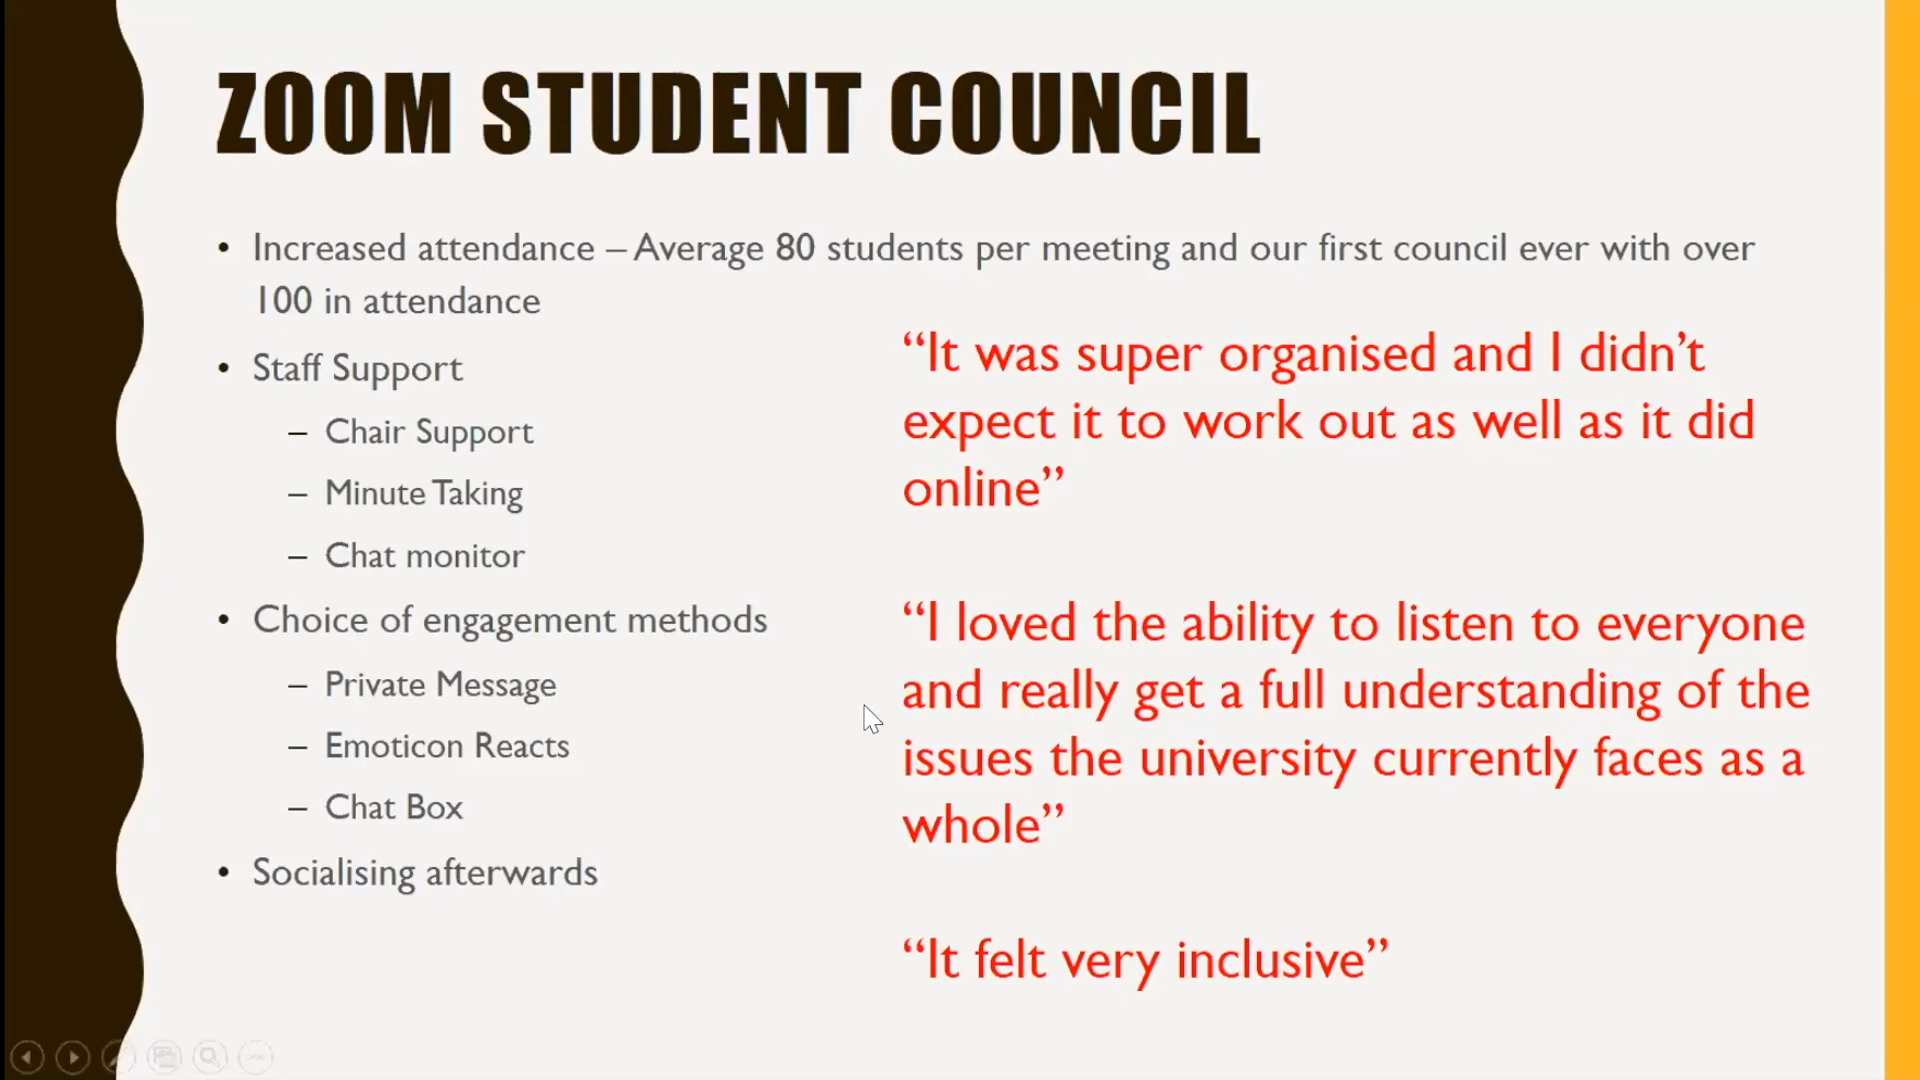 ZOOM STUDENT COUNCIL
• Increased attendance – Average 80 students per meeting and our first council ever with over
100 in attendance
• Staff Support
– Chair Support
– Minute Taking
– Chat monitor
• Choice of engagement methods
– Private Message
– Emoticon Reacts
– Chat Box
• Socialising afterwards
“It was super organised and I didn’t
expect it to work out as well as it did
online”
“I loved the ability to listen to everyone
and really get a full understanding of the
issues the university currently faces as a
whole”
“It felt very inclusive”